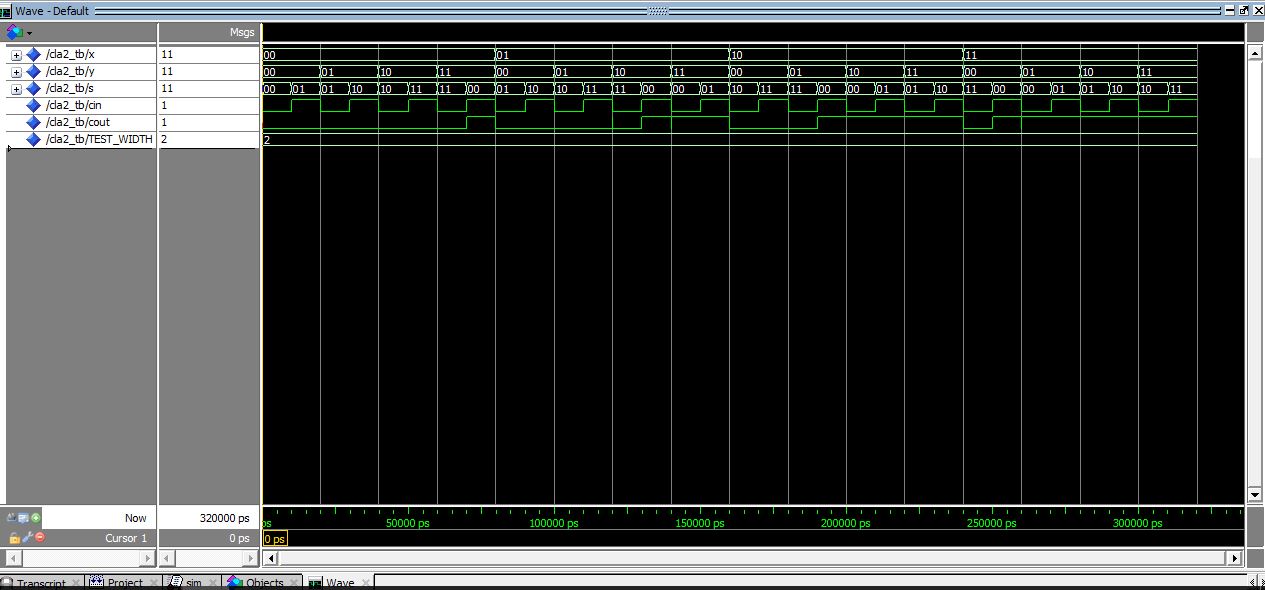 Wave - Default
Msgs
/cla2_tb/x 11 00 01 10 11
/cla2_tb/y 11 00 01 10 11 00 01 10 11 00 01 10 11 00 01 10 11
/cla2_tb/s 11 00 01 01 10 10 11 11 00 01 10 10 11 11 00 00 01 10 11 11 00 00 01 01 10 11 00 00 01 01 10 10 11
/cla2_tb/cin 1
/cla2_tb/cout 1
/cla2_tb/TEST_WIDTH 2 2
Now 320000 ps ps 50000 ps 100000 ps 150000 ps 200000 ps 250000 ps 300000 ps
Cursor 1 0 ps 0 ps
Transcript Project sim Objects Wave